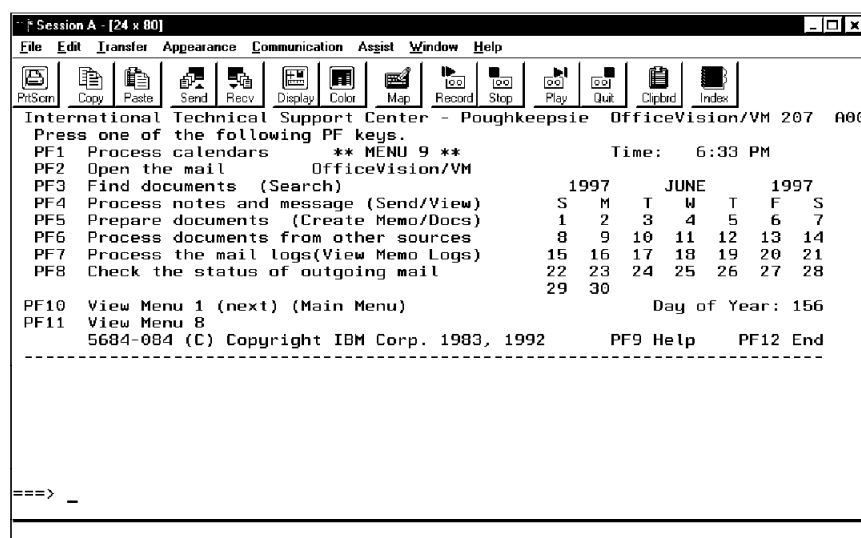 Session A - [24 x 80]
File Edit Transfer Appearance Communication Assist Window Help
PrtScrn Copy Paste Send Recv Display Color Map Record Stop Play Quit Clipbrd Index
International Technical Support Center - Poughkeepsie OfficeVision/VM 207 A00
Press one of the following PF keys.
PF1 Process calendars ** MENU 9 ** Time: 6:33 PM
PF2 Open the mail OfficeVision/VM
PF3 Find documents (Search) 1997 JUNE 1997
PF4 Process notes and message (Send/View) S M T W T F S
PF5 Prepare documents (Create Memo/Docs) 1 2 3 4 5 6 7
PF6 Process documents from other sources 8 9 10 11 12 13 14
PF7 Process the mail logs(View Memo Logs) 15 16 17 18 19 20 21
PF8 Check the status of outgoing mail 22 23 24 25 26 27 28
29 30
PF10 View Menu 1 (next) (Main Menu) Day of Year: 156
PF11 View Menu 8
5684-084 (C) Copyright IBM Corp. 1983, 1992 PF9 Help PF12 End
---------------------------------------------------------------------------
===> _